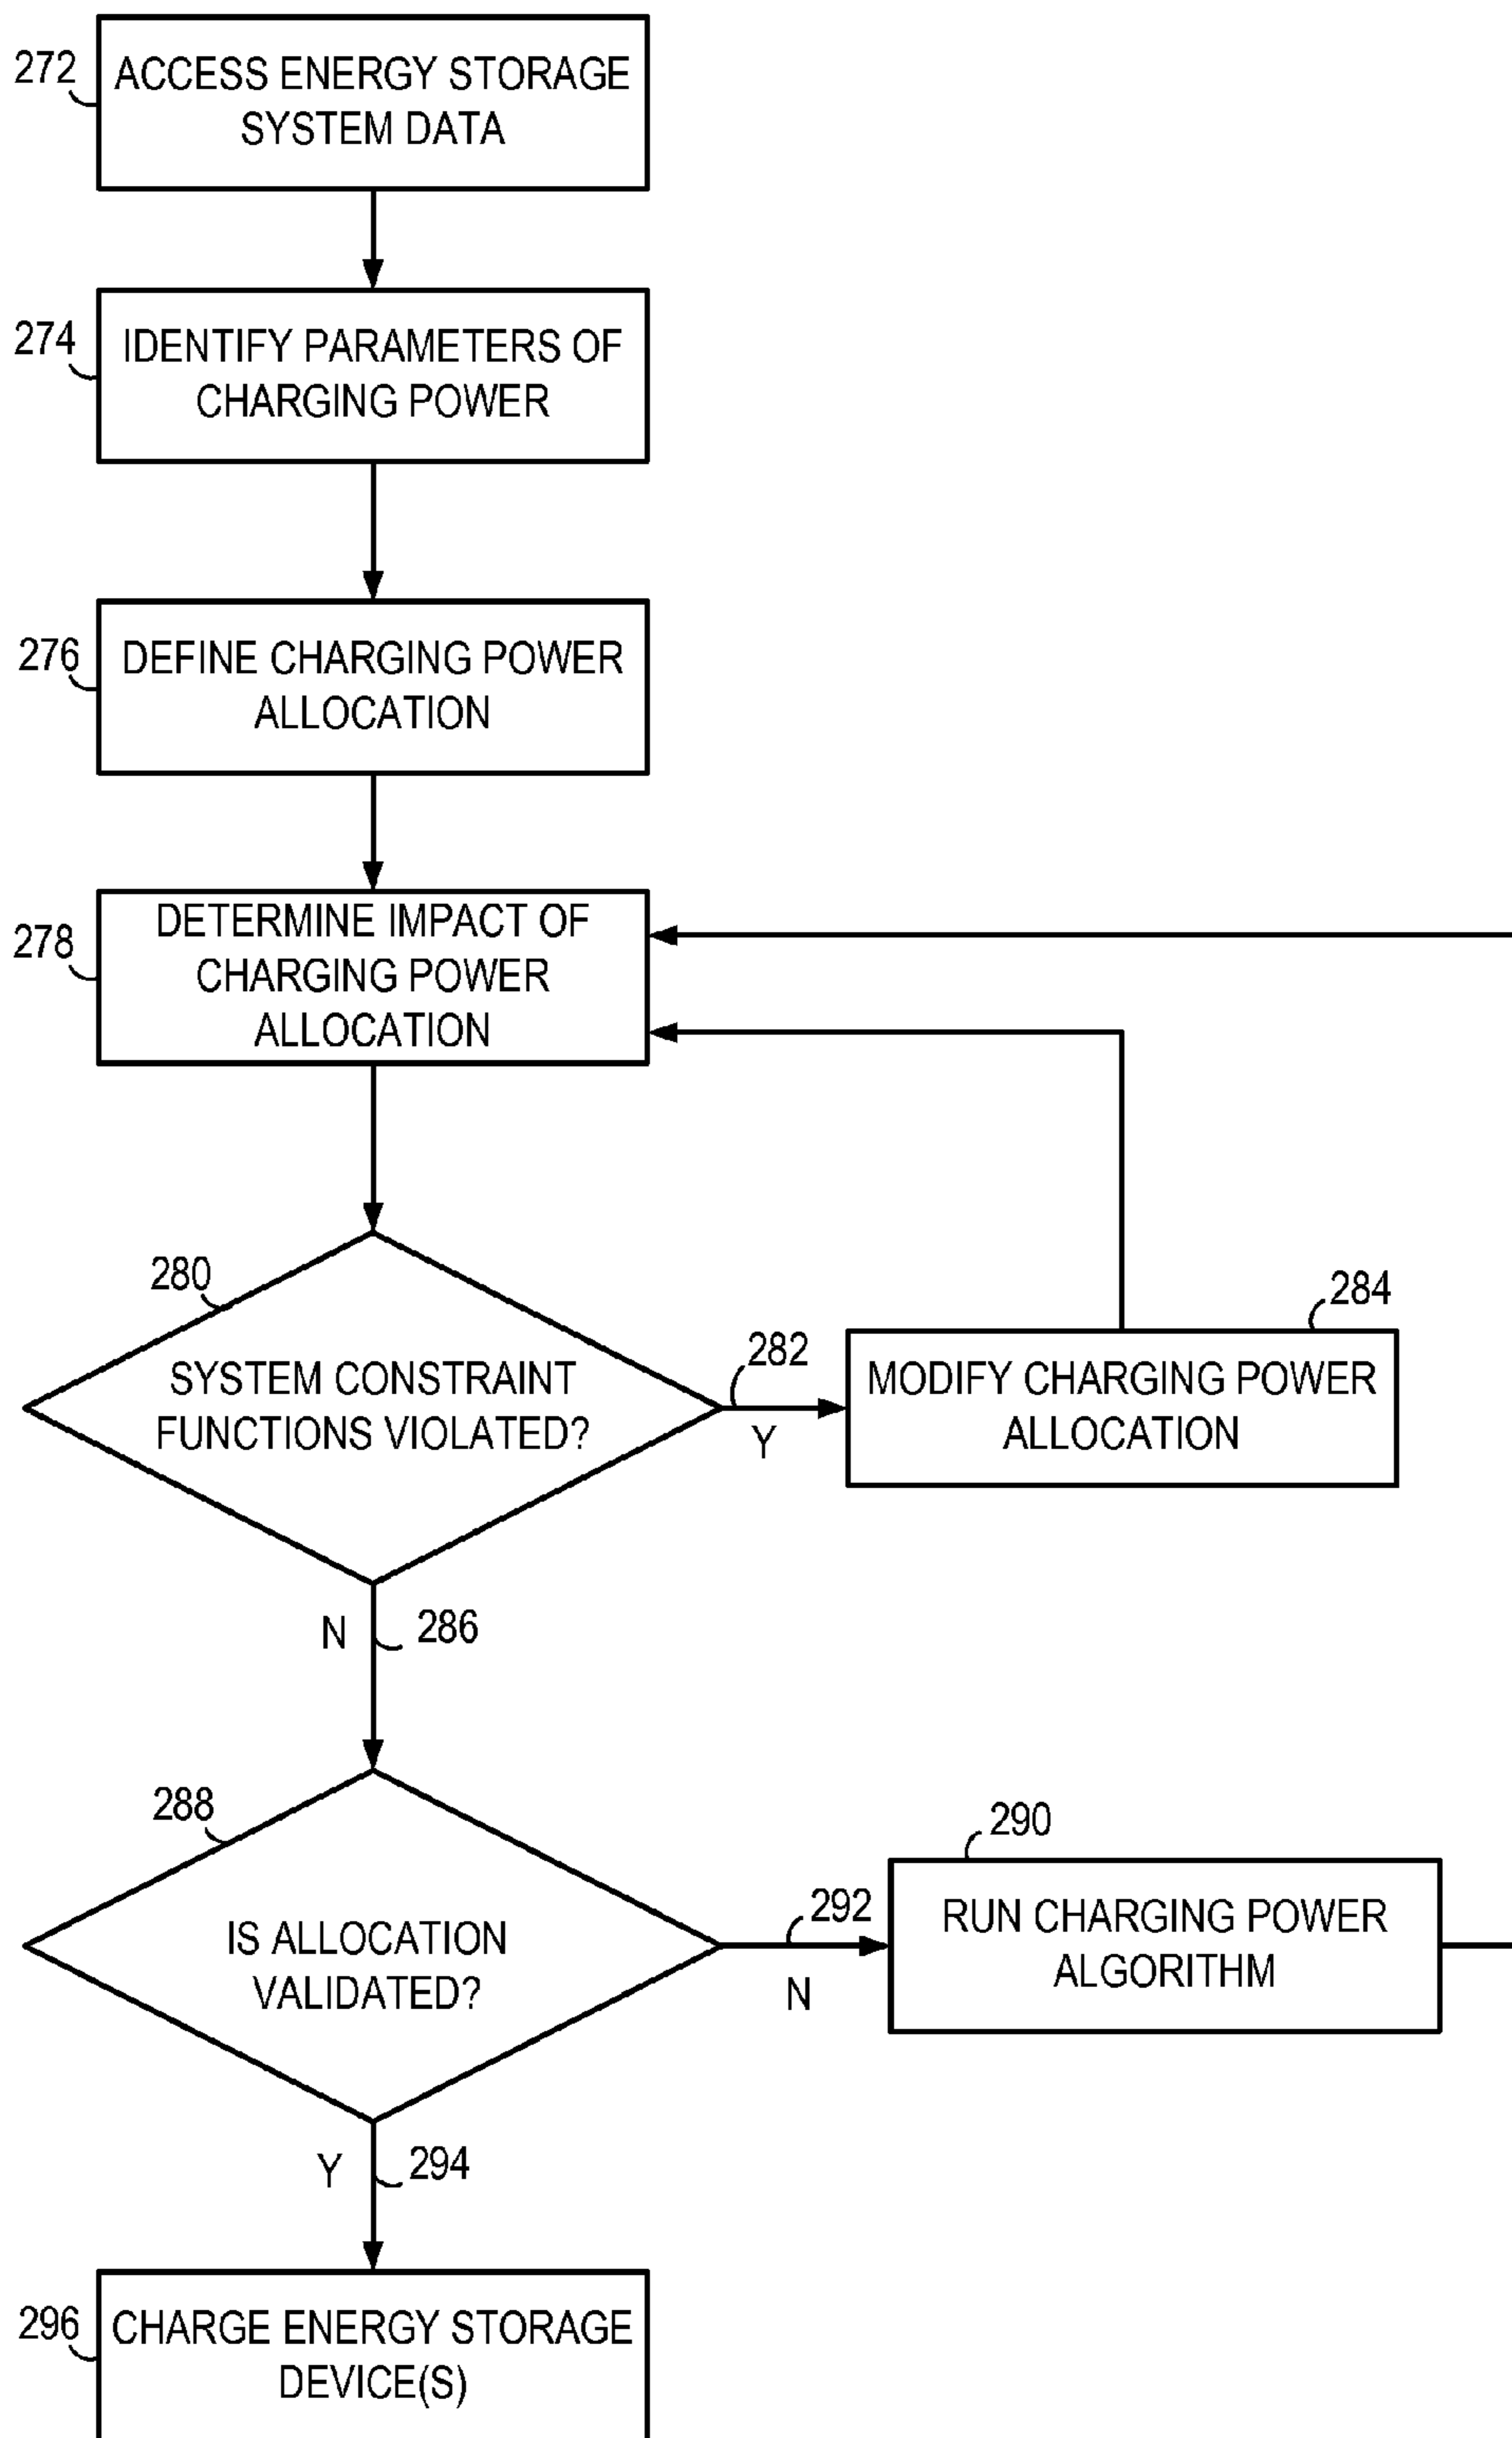 272
ACCESS ENERGY STORAGE
SYSTEM DATA
274
IDENTIFY PARAMETERS OF
CHARGING POWER
276
DEFINE CHARGING POWER
ALLOCATION
278
DETERMINE IMPACT OF
CHARGING POWER
ALLOCATION
280
SYSTEM CONSTRAINT
FUNCTIONS VIOLATED?
282
Y
284
MODIFY CHARGING POWER
ALLOCATION
N
286
288
IS ALLOCATION
VALIDATED?
292
N
290
RUN CHARGING POWER
ALGORITHM
Y
294
296
CHARGE ENERGY STORAGE
DEVICE(S)